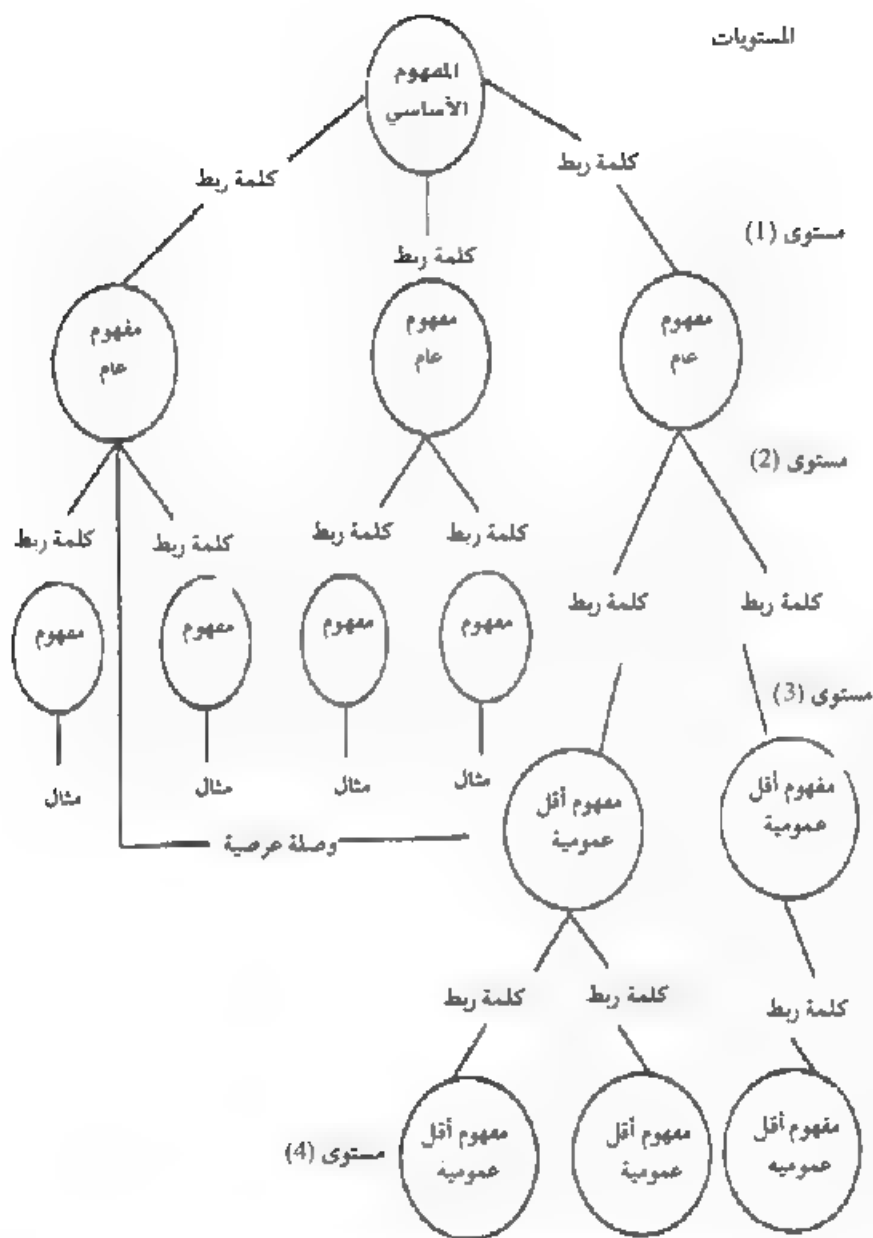 المستويات
المفهوم
الأساسي
كلمة ربط
كلمة ربط
كلمة ربط
مستوى (1)
مفهوم
عام
مفهوم
عام
مفهوم
عام
مستوى (2)
كلمة ربط
كلمة ربط
كلمة ربط
كلمة ربط
كلمة ربط
كلمة ربط
مفهوم
مفهوم
مفهوم
مفهوم
مستوى (3)
مثال
مثال
مثال
مثال
مفهوم أقل
عمومية
مفهوم أقل
عمومية
وصلة عرصية
كلمة ربط
كلمة ربط
كلمة ربط
مفهوم أقل
عموميه
مفهوم أقل
عمومية
مفهوم أقل
عمومية
مستوى (4)